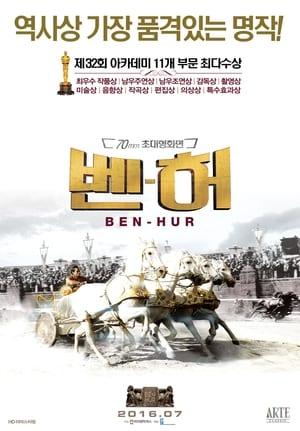 역사상 가장 품격있는 명작!
제32회 아카데미 11개 부문 최다수상
최우수 작품상 | 남우주연상 | 남우조연상 | 감독상 | 촬영상
미술상 | 음향상 | 작곡상 | 편집상 | 의상상 | 특수효과상
70mm 초대형화면
벤-허
BEN-HUR
2016.07
ARTE
CLASSIC